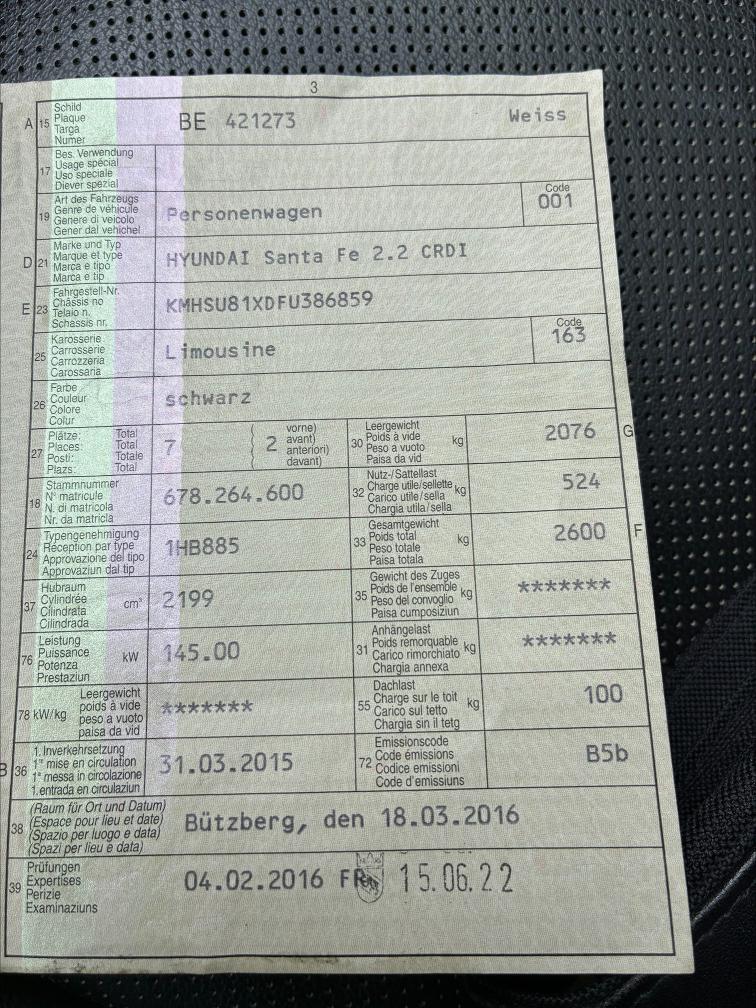 3
A 15 Schild
Plaque
Targa
Numer
BE 421273 Weiss
17 Bes. Verwendung
Usage spécial
Uso speciale
Diever spezial
19 Art des Fahrzeugs
Genre de véhicule
Genere di veicolo
Gener dal vehichel
Personenwagen
Code
001
D 21 Marke und Typ
Marque et type
Marca e tipo
Marca e tip
HYUNDAI Santa Fe 2.2 CRDI
E 23 Fahrgestell-Nr.
Châssis no
Telaio n.
Schassis nr.
KMHSU81XDFU386859
25 Karosserie
Carrosserie
Carrozzeria
Carossaria
Limousine
Code
163
26 Farbe
Couleur
Colore
Colur
schwarz
27 Plätze: Total
Places: Total
Posti: Totale
Plazs: Total
7 2 vorne)
avant)
anteriori)
davant)
30 Leergewicht
Poids à vide
Peso a vuoto
Paisa da vid
kg 2076 G
18 Stammnummer
N° matricule
N. di matricola
Nr. da matricla
678.264.600
32 Nutz-/Sattellast
Charge utile/sellette
Carico utile/sella
Chargia utila/sella
kg 524
24 Typengenehmigung
Réception par type
Approvazione del tipo
Approvaziun dal tip
1HB885
33 Gesamtgewicht
Poids total
Peso totale
Paisa totala
kg 2600 F
37 Hubraum
Cylindrée
Cilindrata
Cilindrada
cm³ 2199
35 Gewicht des Zuges
Poids de l'ensemble
Peso del convoglio
Paisa cumposiziun
kg *******
76 Leistung
Puissance
Potenza
Prestaziun
kW 145.00
31 Anhängelast
Poids remorquable
Carico rimorchiato
Chargia annexa
kg *******
78 kW/kg Leergewicht
poids à vide
peso a vuoto
paisa da vid
*******
55 Dachlast
Charge sur le toit
Carico sul tetto
Chargia sin il tetg
kg 100
B 36 1. Inverkehrsetzung
1re mise en circulation
1a messa in circolazione
1. entrada en circulaziun
31.03.2015
72 Emissionscode
Code émissions
Codice emissioni
Code d'emissiuns
B5b
38 (Raum für Ort und Datum)
(Espace pour lieu et date)
(Spazio per luogo e data)
(Spazi per lieu e data)
Bützberg, den 18.03.2016
39 Prüfungen
Expertises
Perizie
Examinaziuns
04.02.2016 15.06.22